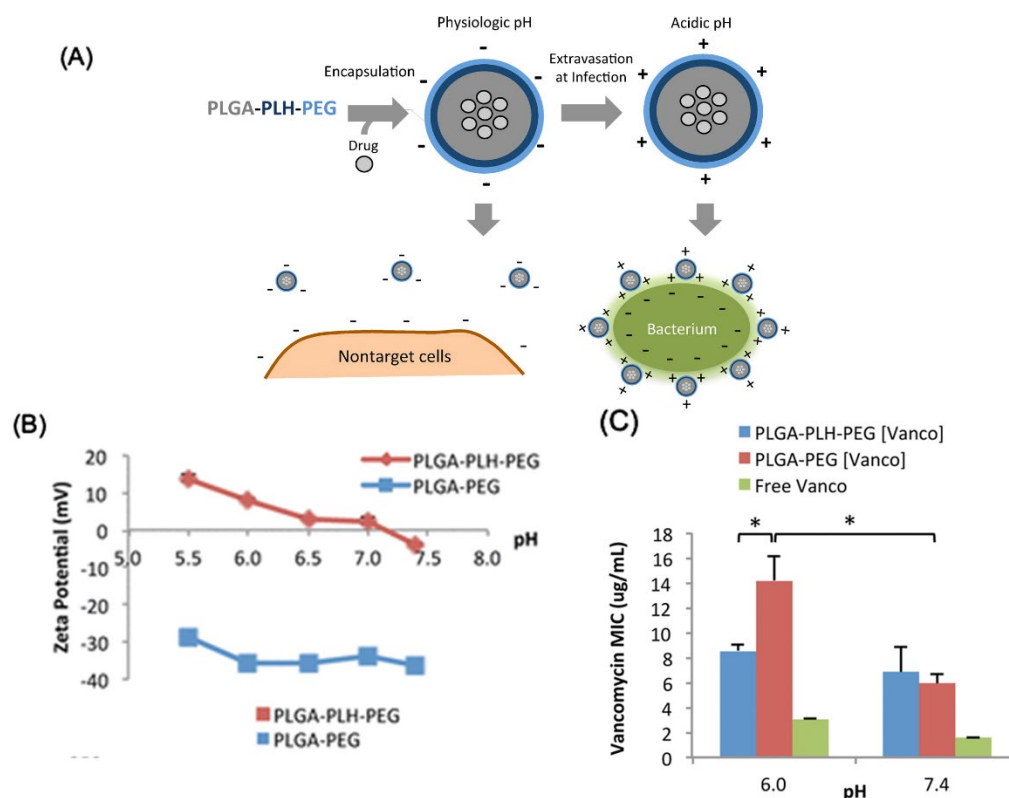 (A)
Physiologic pH
Acidic pH
Encapsulation
Extravasation
at Infection
PLGA-PLH-PEG
Drug
Nontarget cells
Bacterium
(B)
PLGA-PLH-PEG
PLGA-PEG
Zeta Potential (mV)
20
10
0
-10
-20
-30
-40
5.0 5.5 6.0 6.5 7.0 7.5 8.0
pH
PLGA-PLH-PEG
PLGA-PEG
(C)
PLGA-PLH-PEG [Vanco]
PLGA-PEG [Vanco]
Free Vanco
* *
Vancomycin MIC (ug/mL)
18
16
14
12
10
8
6
4
2
0
6.0 pH 7.4